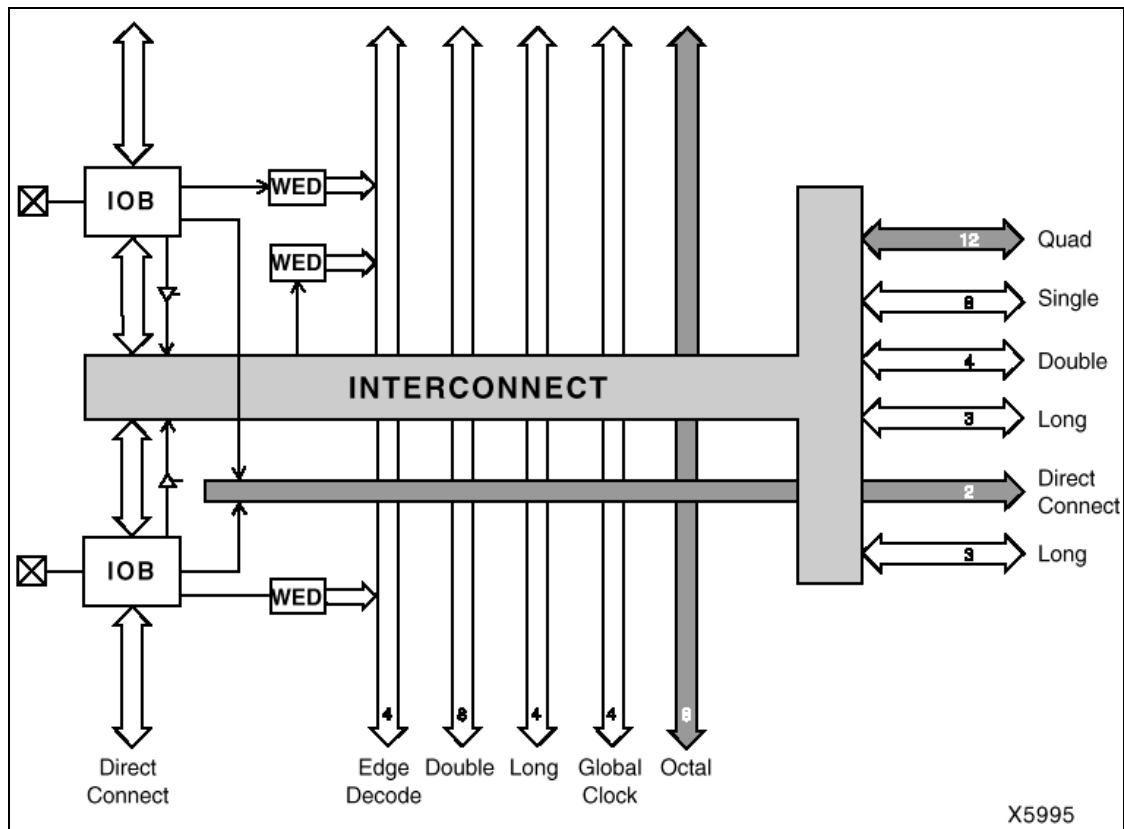 IOB
WED
WED
12
Quad
8
Single
4
Double
INTERCONNECT
3
Long
2
Direct
Connect
IOB
WED
3
Long
4
8
4
4
8
Direct
Connect
Edge
Decode
Double
Long
Global
Clock
Octal
X5995